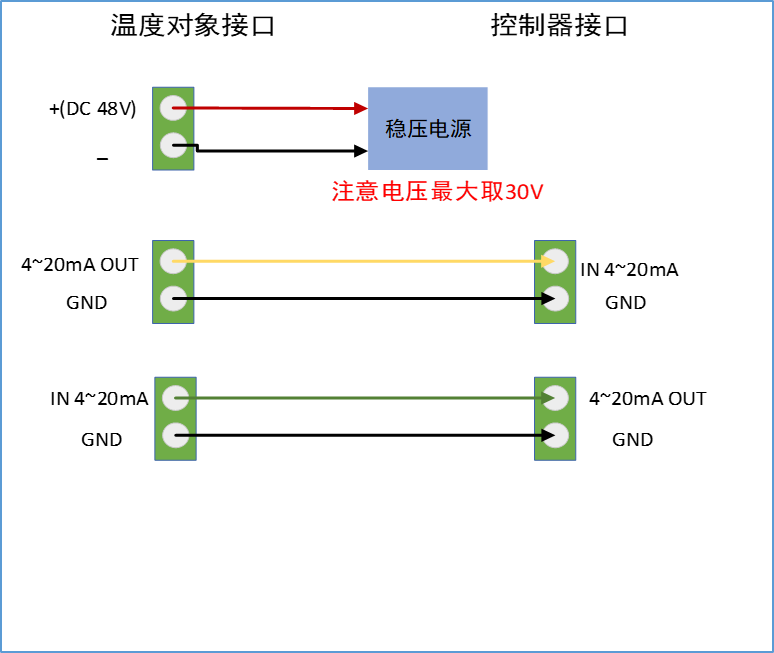 温度对象接口
控制器接口
+(DC 48V)
稳压电源
–
注意电压最大取30V
4~20mA OUT
IN 4~20mA
GND
GND
IN 4~20mA
4~20mA OUT
GND
GND